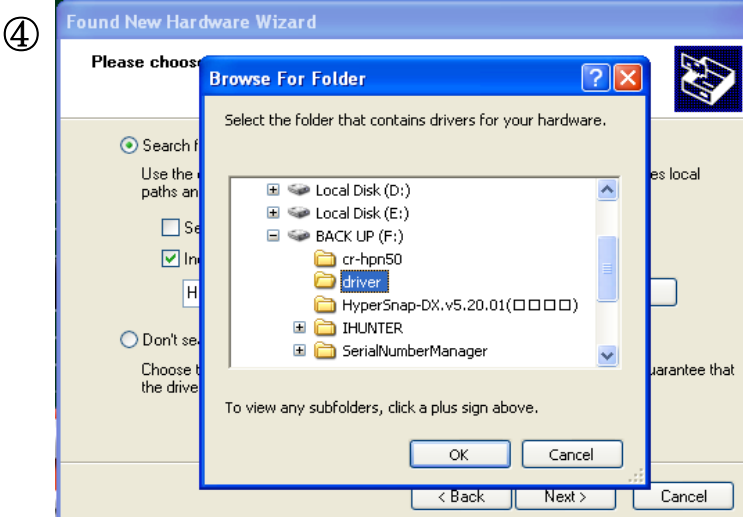 ④
Found New Hardware Wizard
Please choose
Browse For Folder
Select the folder that contains drivers for your hardware.
Search f
Use the
es local
paths an
Local Disk (D:)
Local Disk (E:)
BACK UP (F:)
cr-hpn50
driver
HyperSnap-DX.v5.20.01(□□□□)
IHUNTER
SerialNumberManager
Se
In
H
Don't sea
Choose t
uarantee that
the drive
To view any subfolders, click a plus sign above.
OK
Cancel
< Back
Next >
Cancel